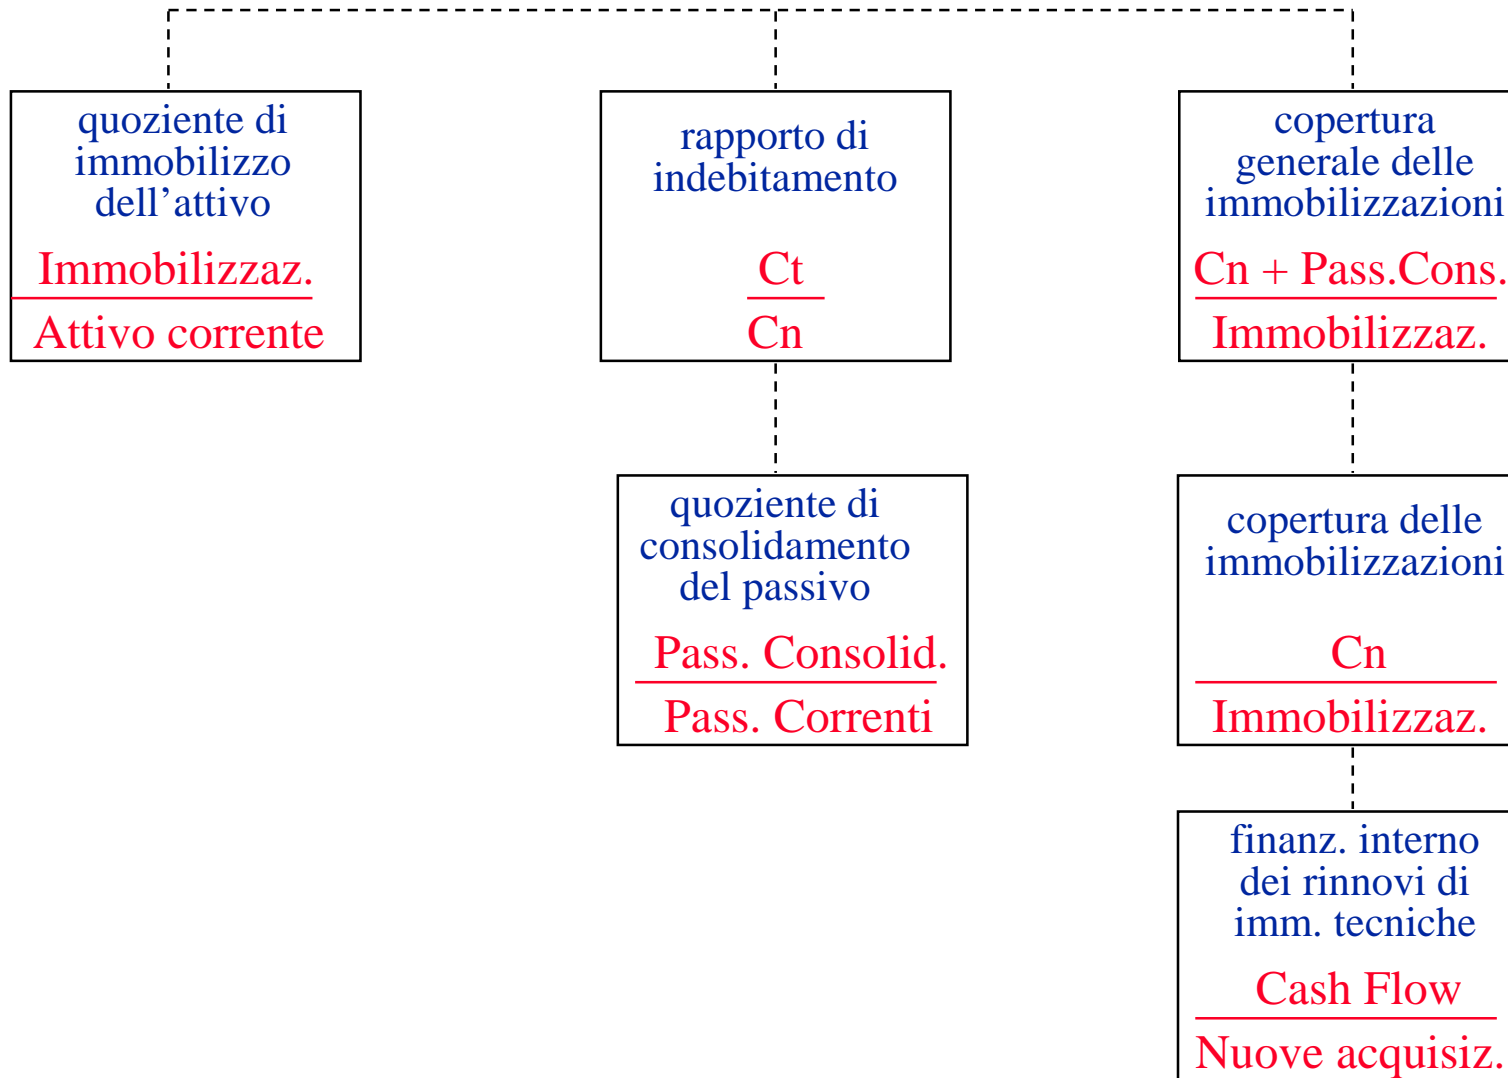 quoziente di
immobilizzo
dell’attivo
Immobilizzaz.
Attivo corrente
rapporto di
indebitamento
Ct
Cn
copertura
generale delle
immobilizzazioni
Cn + Pass.Cons.
Immobilizzaz.
quoziente di
consolidamento
del passivo
Pass. Consolid.
Pass. Correnti
copertura delle
immobilizzazioni
Cn
Immobilizzaz.
finanz. interno
dei rinnovi di
imm. tecniche
Cash Flow
Nuove acquisiz.